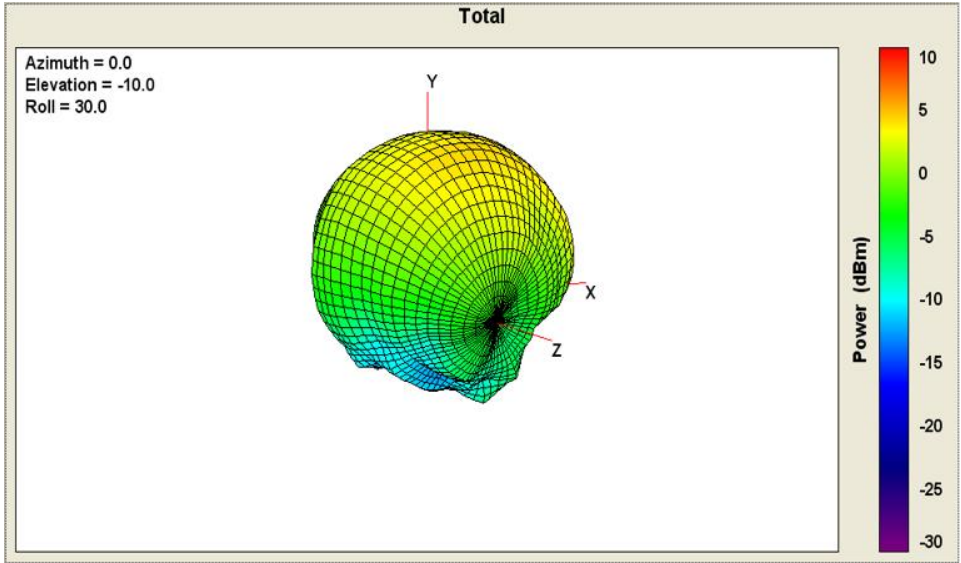 Total
Azimuth = 0.0
Elevation = -10.0
Roll = 30.0
Y
X
Z
10
5
0
-5
-10
-15
-20
-25
-30
Power (dBm)